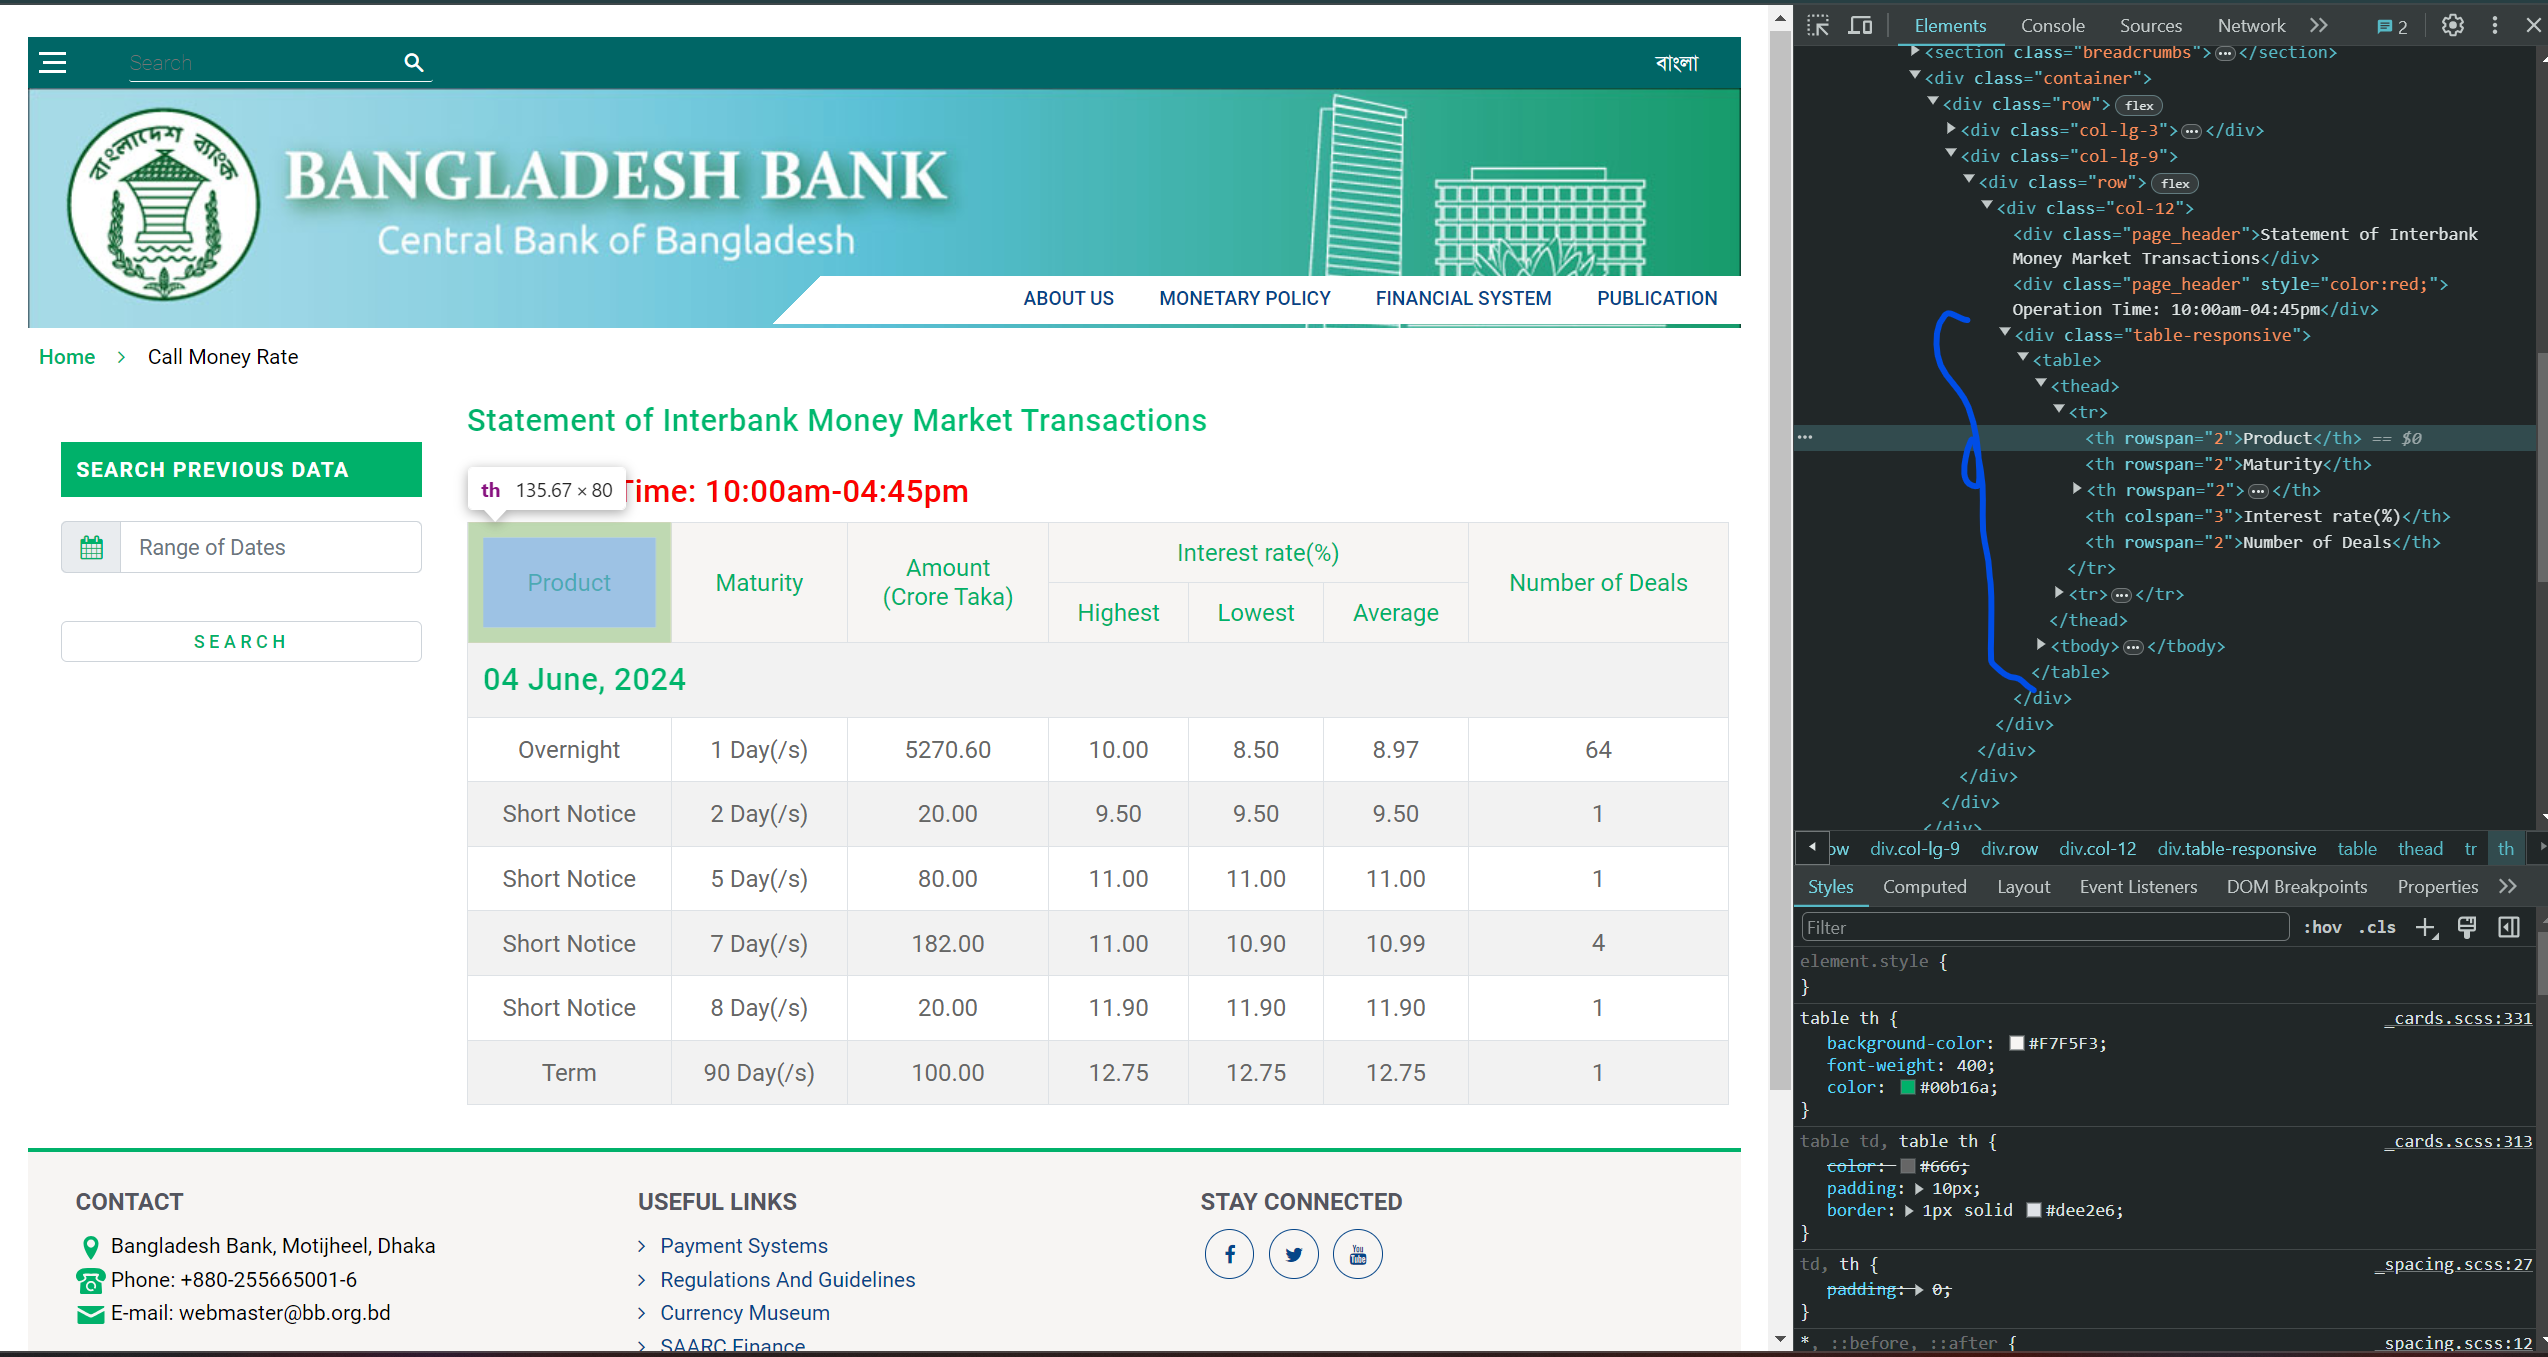 Search
বাংলা
বাংলাদেশ ব্যাংক
BANGLADESH BANK
Central Bank of Bangladesh
ABOUT US MONETARY POLICY FINANCIAL SYSTEM PUBLICATION
Home > Call Money Rate
SEARCH PREVIOUS DATA
Range of Dates
SEARCH
Statement of Interbank Money Market Transactions
th 135.67 × 80
Time: 10:00am-04:45pm
Product Maturity Amount (Crore Taka) Interest rate(%) Number of Deals
Highest Lowest Average
04 June, 2024
Overnight 1 Day(/s) 5270.60 10.00 8.50 8.97 64
Short Notice 2 Day(/s) 20.00 9.50 9.50 9.50 1
Short Notice 5 Day(/s) 80.00 11.00 11.00 11.00 1
Short Notice 7 Day(/s) 182.00 11.00 10.90 10.99 4
Short Notice 8 Day(/s) 20.00 11.90 11.90 11.90 1
Term 90 Day(/s) 100.00 12.75 12.75 12.75 1
CONTACT
Bangladesh Bank, Motijheel, Dhaka
Phone: +880-255665001-6
E-mail: webmaster@bb.org.bd
USEFUL LINKS
> Payment Systems
> Regulations And Guidelines
> Currency Museum
> SAARC Finance
STAY CONNECTED
You Tube
Elements Console Sources Network 2
<section class="breadcrumbs">…</section>
<div class="container">
<div class="row"> flex
<div class="col-lg-3">…</div>
<div class="col-lg-9">
<div class="row"> flex
<div class="col-12">
<div class="page_header">Statement of Interbank
Money Market Transactions</div>
<div class="page_header" style="color:red;">
Operation Time: 10:00am-04:45pm</div>
<div class="table-responsive">
<table>
<thead>
<tr>
<th rowspan="2">Product</th> == $0
<th rowspan="2">Maturity</th>
<th rowspan="2">…</th>
<th colspan="3">Interest rate(%)</th>
<th rowspan="2">Number of Deals</th>
</tr>
<tr>…</tr>
</thead>
<tbody>…</tbody>
</table>
</div>
</div>
</div>
</div>
</div>
</div>
ow div.col-lg-9 div.row div.col-12 div.table-responsive table thead tr th
Styles Computed Layout Event Listeners DOM Breakpoints Properties
Filter :hov .cls
element.style {
}
table th { _cards.scss:331
background-color: #F7F5F3;
font-weight: 400;
color: #00b16a;
}
table td, table th { _cards.scss:313
color: #666;
padding: 10px;
border: 1px solid #dee2e6;
}
td, th { _spacing.scss:27
padding: 0;
}
*, ::before, ::after { _spacing.scss:12